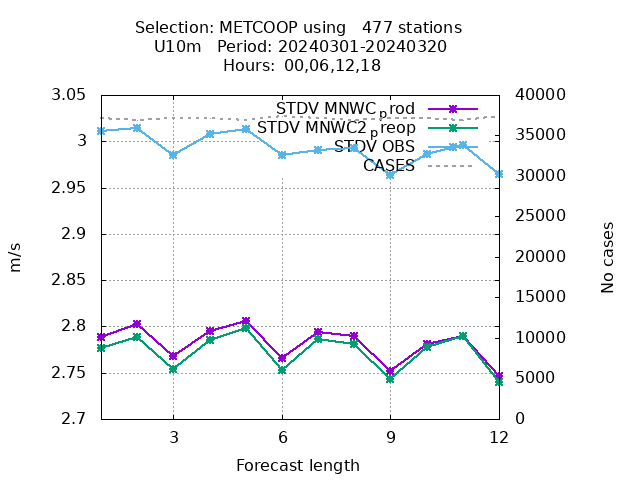 Selection: METCOOP using   477 stations
U10m   Period: 20240301-20240320
Hours: 00,06,12,18
STDV MNWCprod
STDV MNWC2preop
STDV OBS
CASES
3.05
3
2.95
2.9
2.85
2.8
2.75
2.7
40000
35000
30000
25000
20000
15000
10000
5000
0
m/s
No cases
3 6 9 12
Forecast length